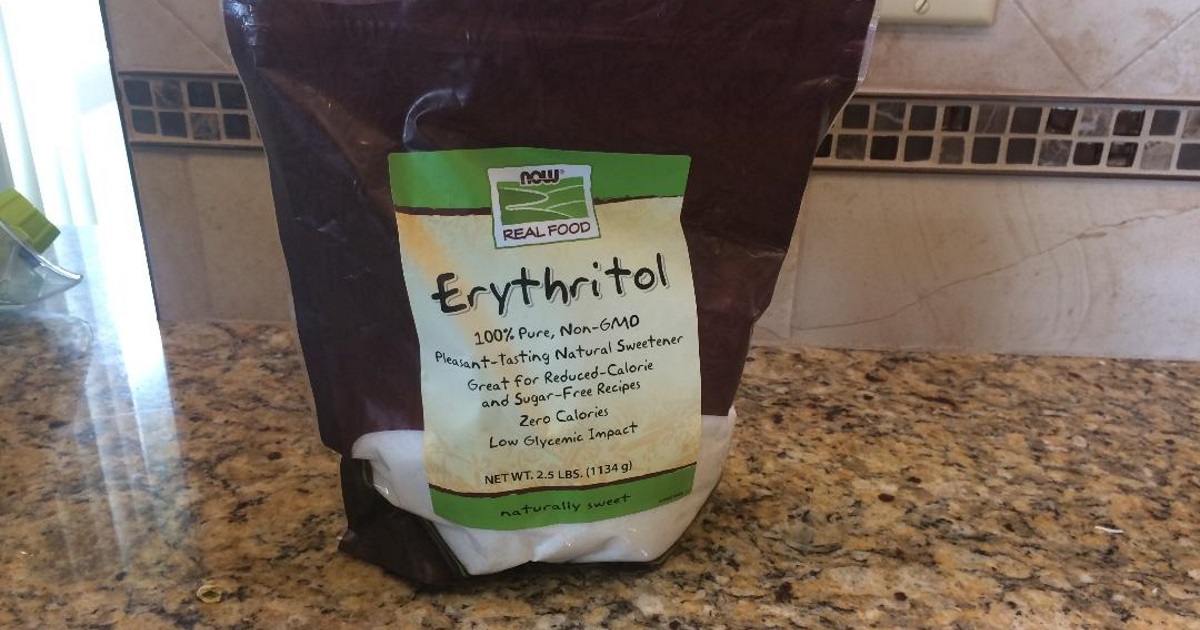 NOW
REAL FOOD
Erythritol
100% Pure, Non-GMO
Pleasant-Tasting Natural Sweetener
Great for Reduced-Calorie
and Sugar-Free Recipes
Zero Calories
Low Glycemic Impact
NET WT. 2.5 LBS. (1134 g)
naturally sweet